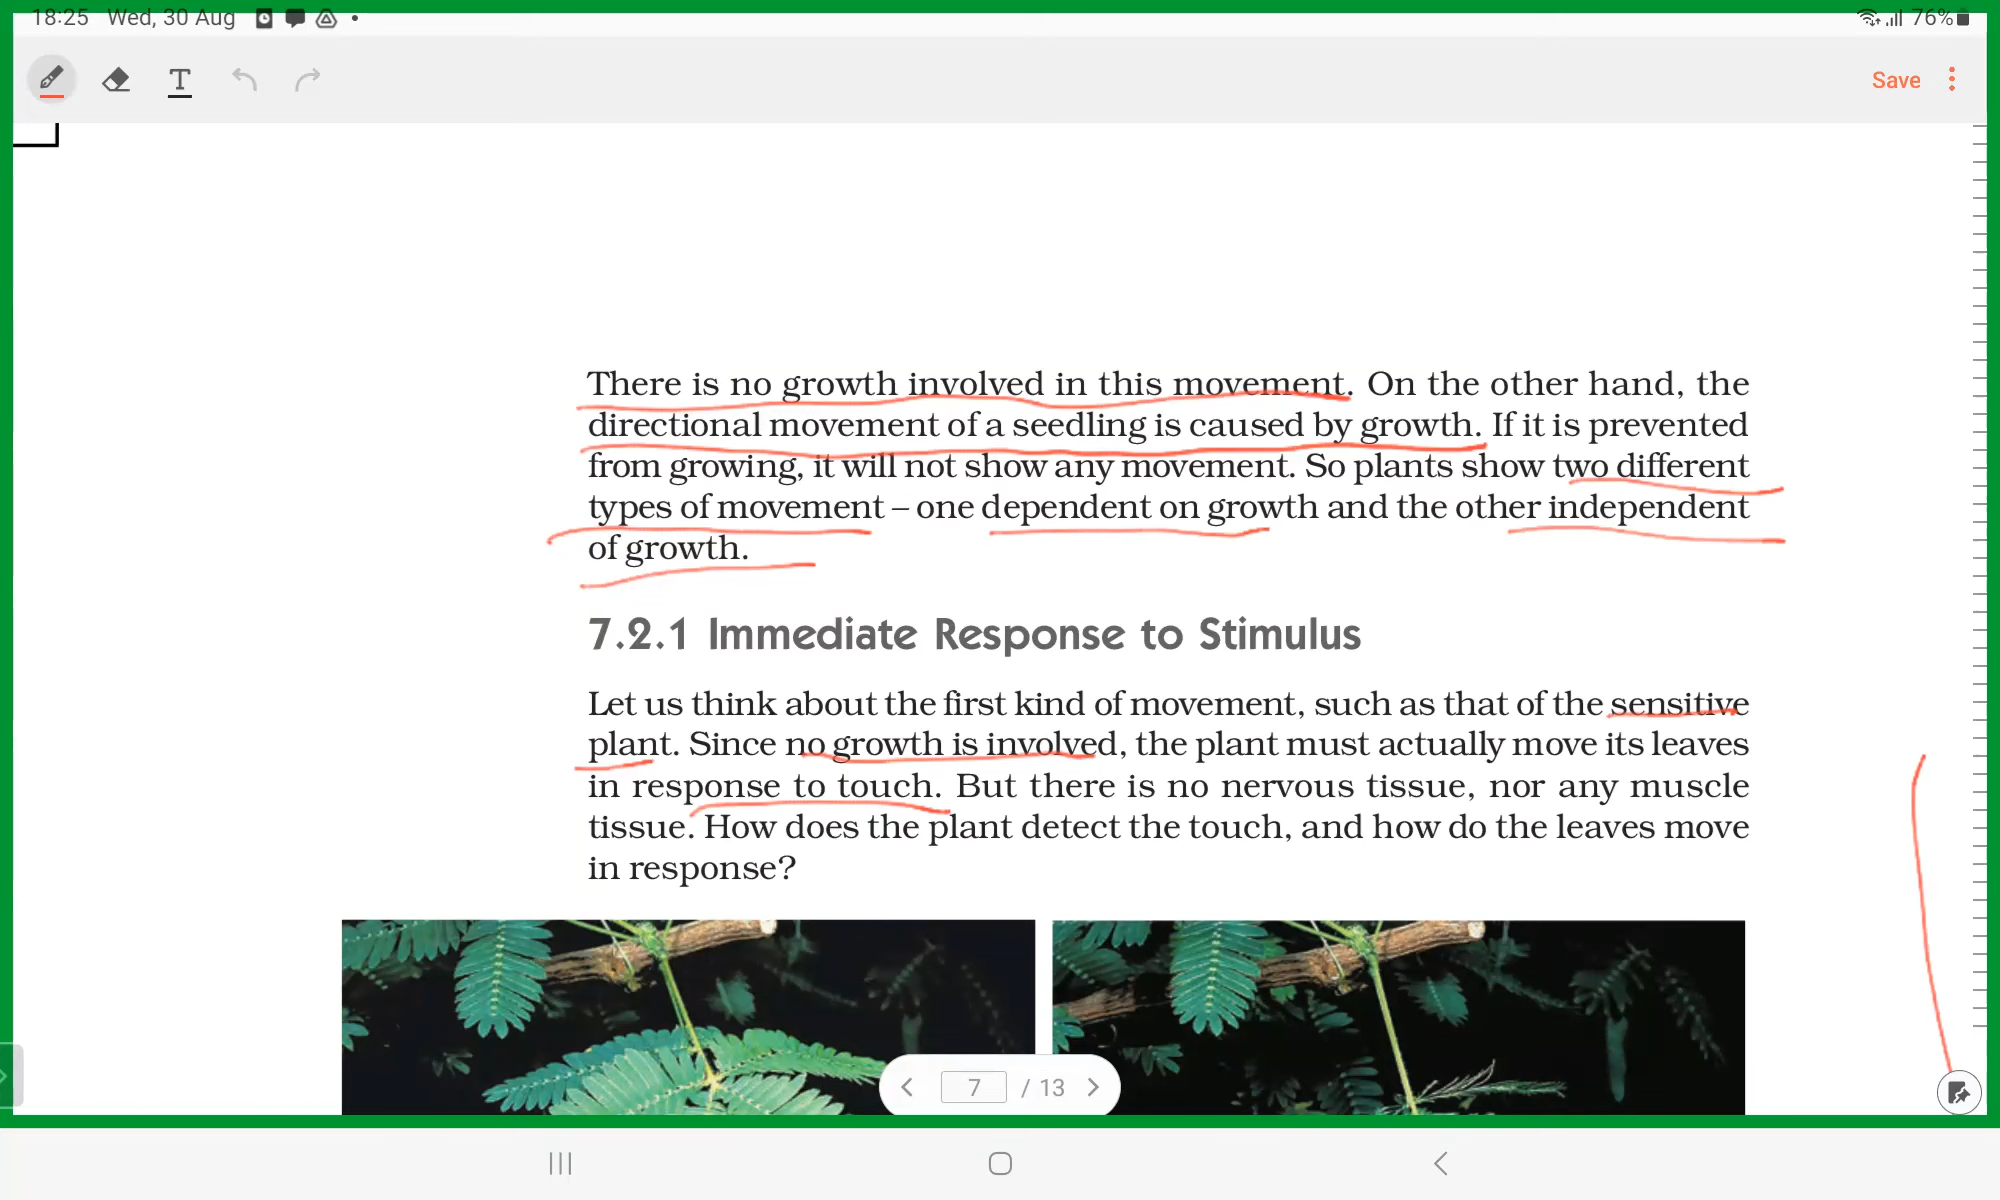 18:25 Wed, 30 Aug
76%
T
Save
There is no growth involved in this movement. On the other hand, the
directional movement of a seedling is caused by growth. If it is prevented
from growing, it will not show any movement. So plants show two different
types of movement – one dependent on growth and the other independent
of growth.
7.2.1 Immediate Response to Stimulus
Let us think about the first kind of movement, such as that of the sensitive
plant. Since no growth is involved, the plant must actually move its leaves
in response to touch. But there is no nervous tissue, nor any muscle
tissue. How does the plant detect the touch, and how do the leaves move
in response?
7 / 13